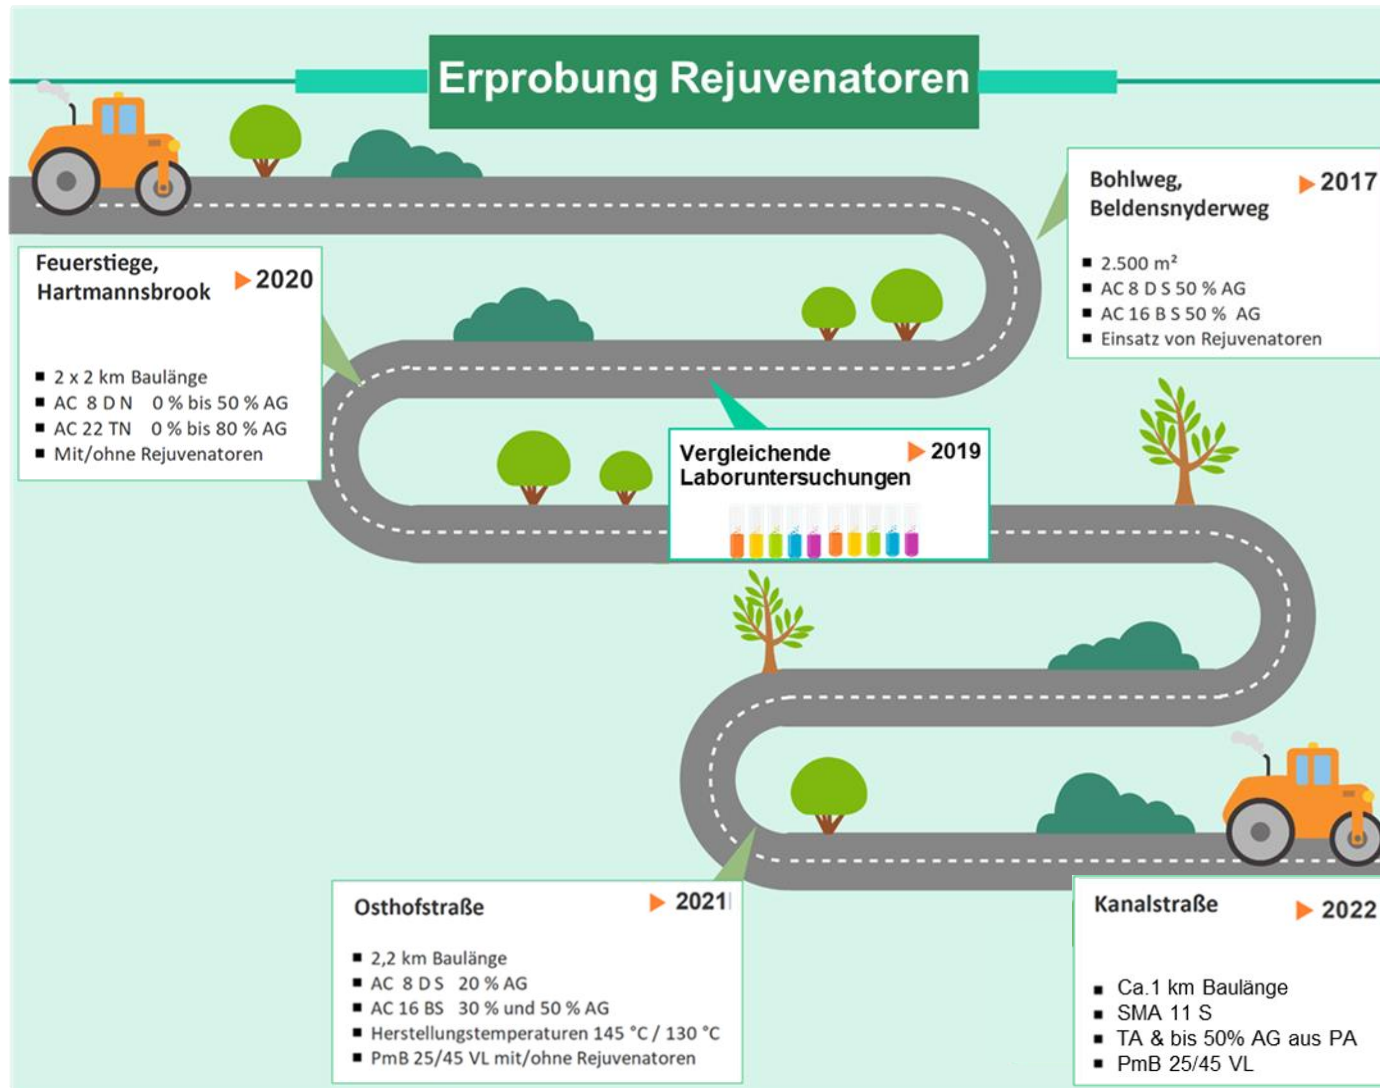 Erprobung Rejuvenatoren
Bohlweg,
Beldensnyderweg
2017
2.500 m²
AC 8 D S 50 % AG
AC 16 B S 50 % AG
Einsatz von Rejuvenatoren
Vergleichende
Laboruntersuchungen
2019
Feuerstiege,
Hartmannsbrook
2020
2 x 2 km Baulänge
AC 8 D N 0 % bis 50 % AG
AC 22 TN 0 % bis 80 % AG
Mit/ohne Rejuvenatoren
Osthofstraße
2021
2,2 km Baulänge
AC 8 D S 20 % AG
AC 16 BS 30 % und 50 % AG
Herstellungstemperaturen 145 °C / 130 °C
PmB 25/45 VL mit/ohne Rejuvenatoren
Kanalstraße
2022
Ca.1 km Baulänge
SMA 11 S
TA & bis 50% AG aus PA
PmB 25/45 VL